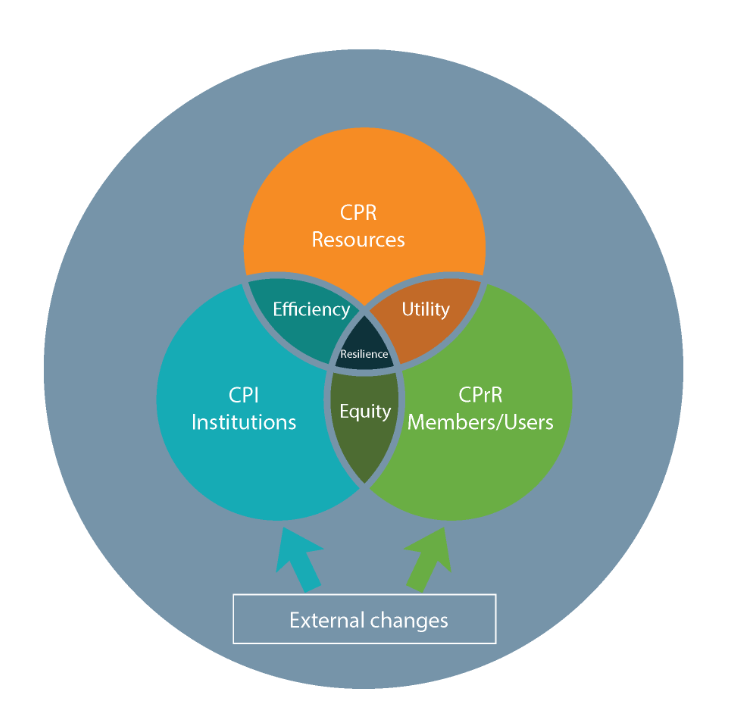 CPR
Resources
Efficiency
Utility
Resilience
CPI
Institutions
Equity
CPrR
Members/Users
External changes